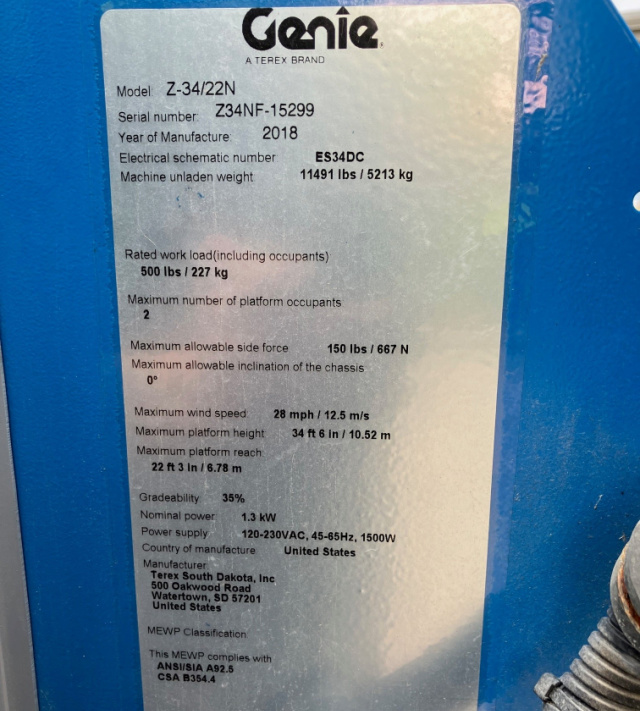 Genie
A TEREX BRAND
Model: Z-34/22N
Serial number: Z34NF-15299
Year of Manufacture: 2018
Electrical schematic number ES34DC
Machine unladen weight 11491 lbs / 5213 kg
Rated work load(including occupants)
500 lbs / 227 kg
Maximum number of platform occupants
2
Maximum allowable side force 150 lbs / 667 N
Maximum allowable inclination of the chassis
0°
Maximum wind speed: 28 mph / 12.5 m/s
Maximum platform height 34 ft 6 in / 10.52 m
Maximum platform reach:
22 ft 3 in / 6.78 m
Gradeability: 35%
Nominal power: 1.3 kW
Power supply 120-230VAC, 45-65Hz, 1500W
Country of manufacture United States
Manufacturer
Terex South Dakota, Inc
500 Oakwood Road
Watertown, SD 57201
United States
MEWP Classification:
This MEWP complies with
ANSI/SIA A92.5
CSA B354.4